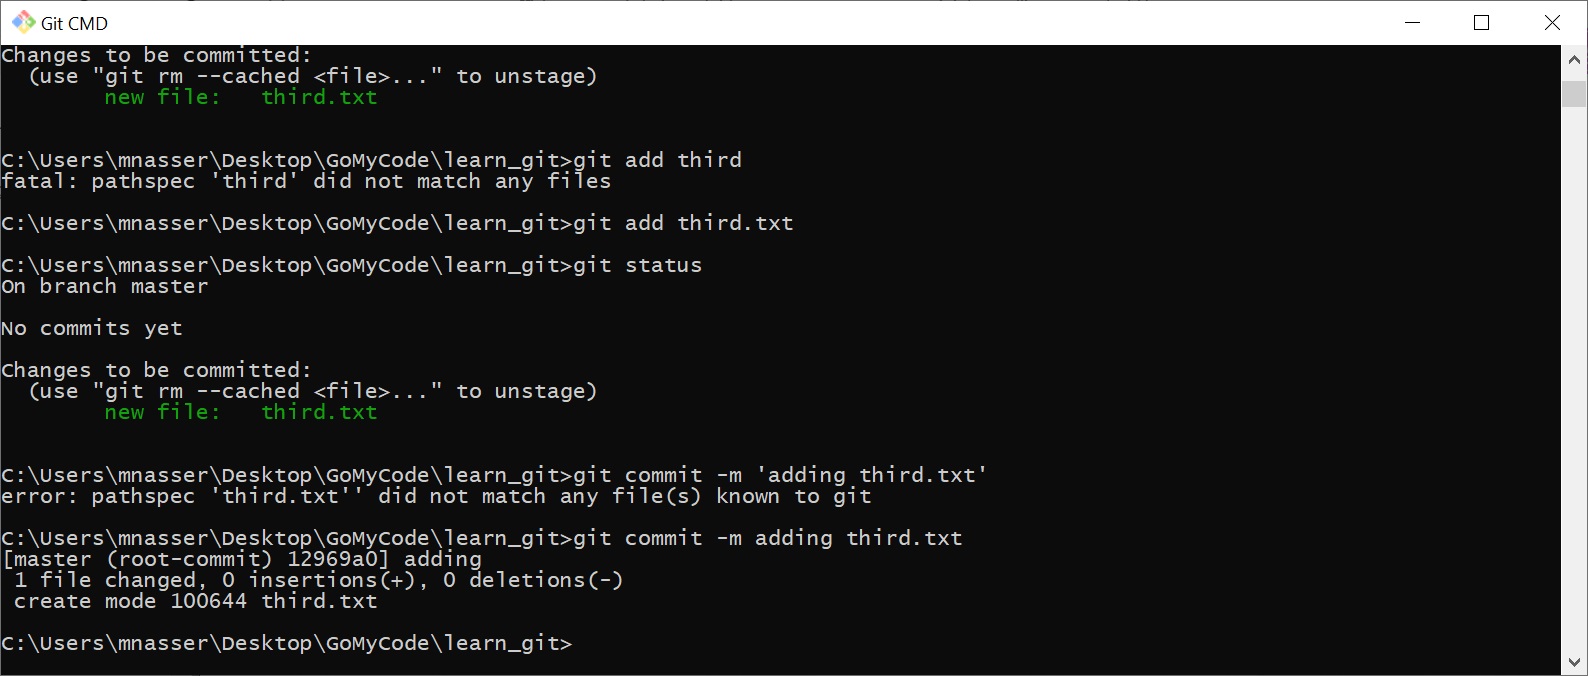 Git CMD
Changes to be committed:
  (use "git rm --cached <file>..." to unstage)
        new file:   third.txt
C:\Users\mnasser\Desktop\GoMyCode\learn_git>git add third
fatal: pathspec 'third' did not match any files
C:\Users\mnasser\Desktop\GoMyCode\learn_git>git add third.txt
C:\Users\mnasser\Desktop\GoMyCode\learn_git>git status
On branch master
No commits yet
Changes to be committed:
  (use "git rm --cached <file>..." to unstage)
        new file:   third.txt
C:\Users\mnasser\Desktop\GoMyCode\learn_git>git commit -m 'adding third.txt'
error: pathspec 'third.txt'' did not match any file(s) known to git
C:\Users\mnasser\Desktop\GoMyCode\learn_git>git commit -m adding third.txt
[master (root-commit) 12969a0] adding
 1 file changed, 0 insertions(+), 0 deletions(-)
 create mode 100644 third.txt
C:\Users\mnasser\Desktop\GoMyCode\learn_git>